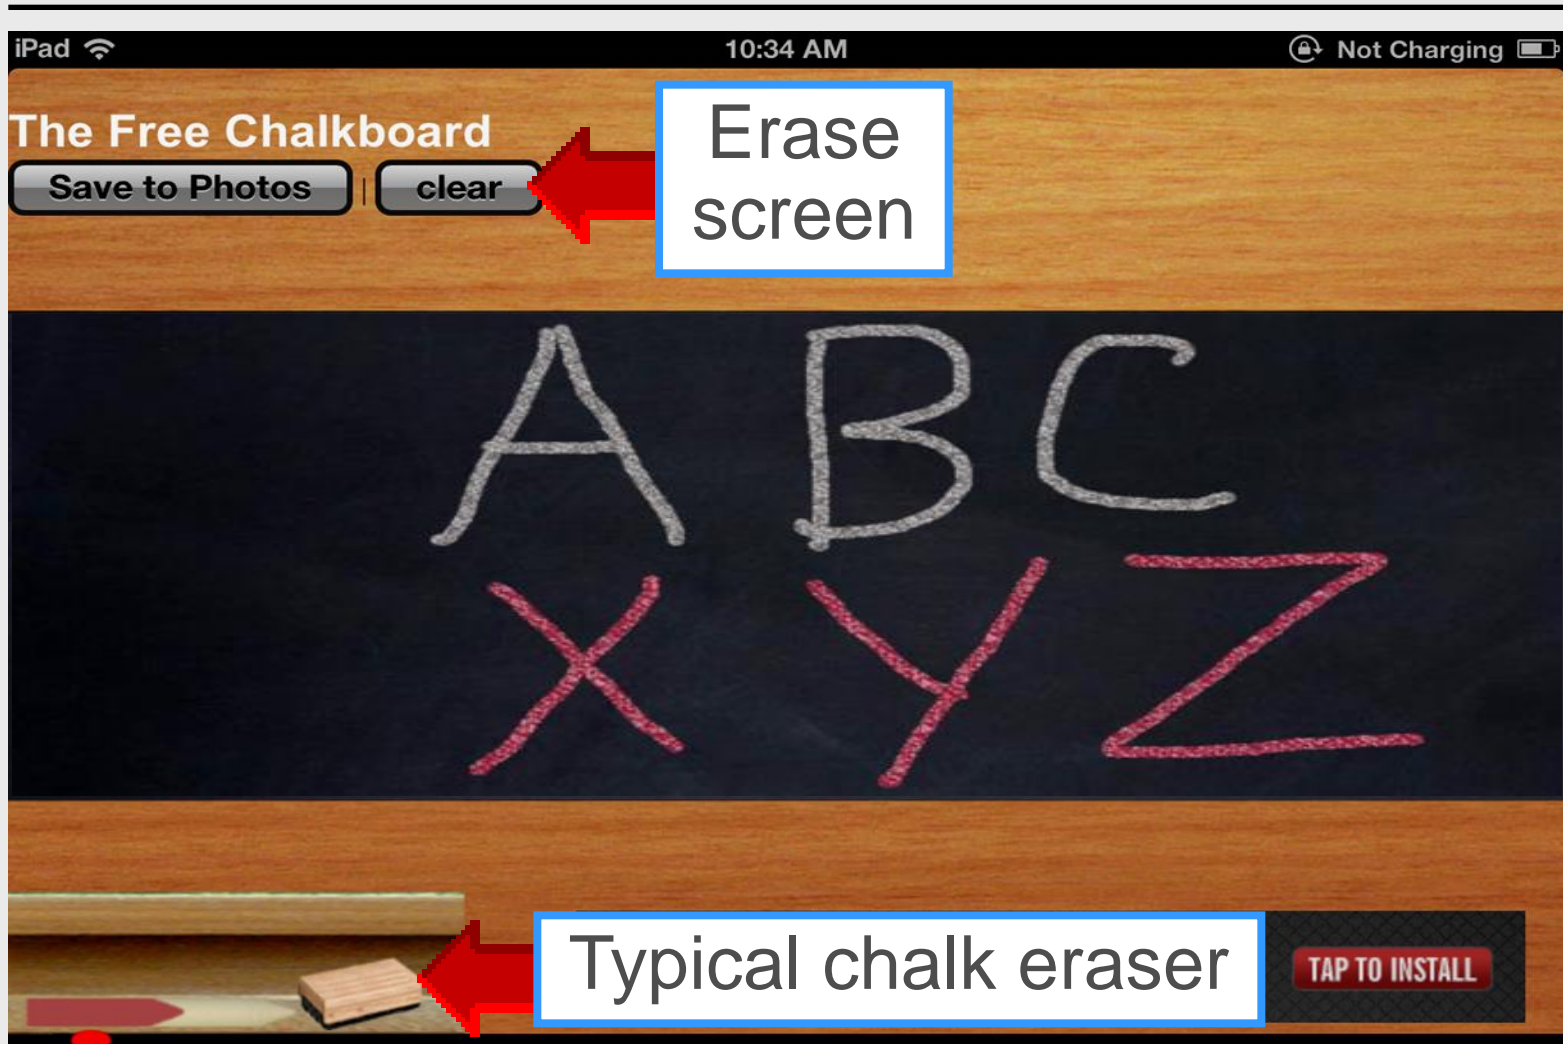 iPad 10:34 AM Not Charging
The Free Chalkboard
Save to Photos | clear
Erase
screen
A B C
X Y Z
Typical chalk eraser
TAP TO INSTALL